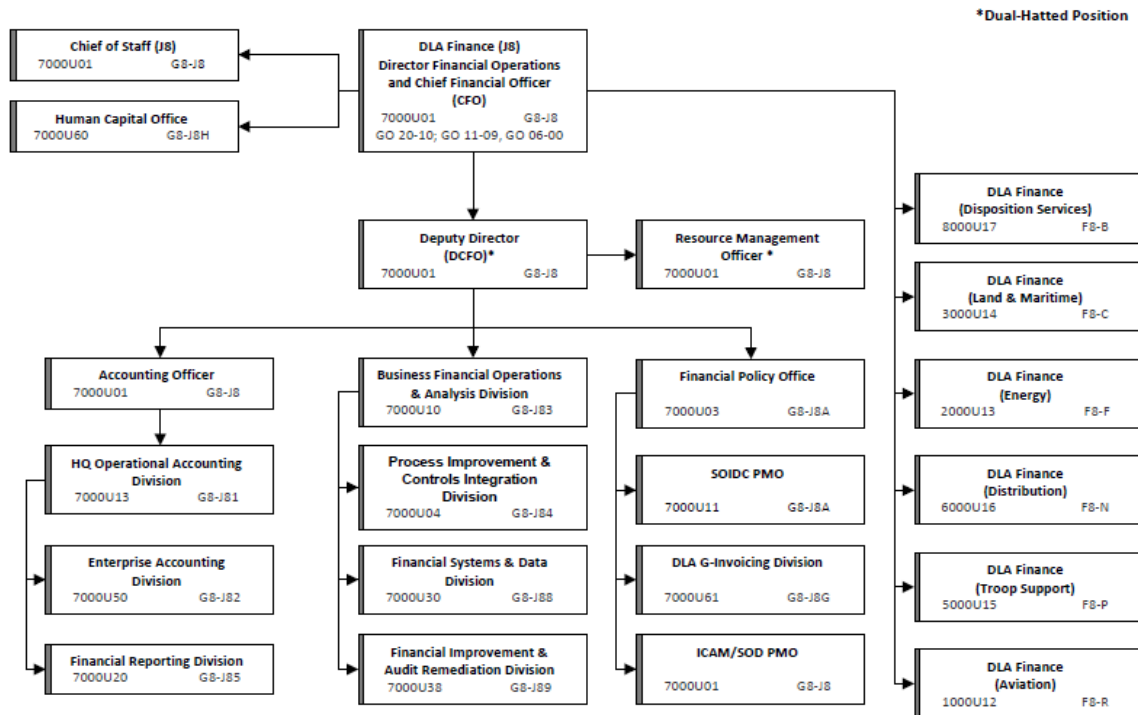 *Dual-Hatted Position
Chief of Staff (J8)
7000U01 G8-J8
Human Capital Office
7000U60 G8-J8H
DLA Finance (J8)
Director Financial Operations
and Chief Financial Officer
(CFO)
7000U01 G8-J8
GO 20-10; GO 11-09, GO 06-00
Deputy Director
(DCFO)*
7000U01 G8-J8
Resource Management
Officer *
7000U01 G8-J8
Accounting Officer
7000U01 G8-J8
HQ Operational Accounting
Division
7000U13 G8-J81
Enterprise Accounting
Division
7000U50 G8-J82
Financial Reporting Division
7000U20 G8-J85
Business Financial Operations
& Analysis Division
7000U10 G8-J83
Process Improvement &
Controls Integration
Division
7000U04 G8-J84
Financial Systems & Data
Division
7000U30 G8-J88
Financial Improvement &
Audit Remediation Division
7000U38 G8-J89
Financial Policy Office
7000U03 G8-J8A
SOIDC PMO
7000U11 G8-J8A
DLA G-Invoicing Division
7000U61 G8-J8G
ICAM/SOD PMO
7000U01 G8-J8
DLA Finance
(Disposition Services)
8000U17 F8-B
DLA Finance
(Land & Maritime)
3000U14 F8-C
DLA Finance
(Energy)
2000U13 F8-F
DLA Finance
(Distribution)
6000U16 F8-N
DLA Finance
(Troop Support)
5000U15 F8-P
DLA Finance
(Aviation)
1000U12 F8-R